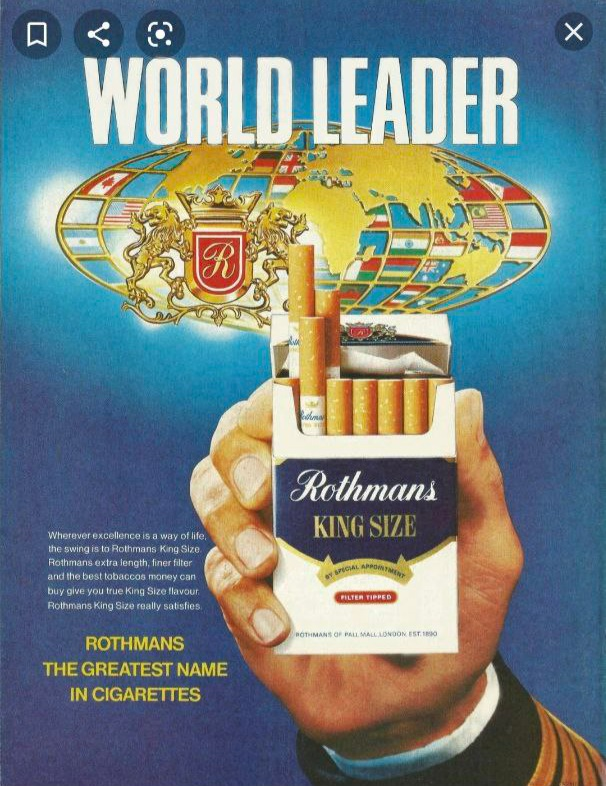 WORLD LEADER
R
Rothmans
KING SIZE
BY SPECIAL APPOINTMENT
FILTER TIPPED
ROTHMANS OF PALL MALL, LONDON. EST. 1890
Wherever excellence is a way of life,
the swing is to Rothmans King Size.
Rothmans extra length, finer filter
and the best tobaccos money can
buy give you true King Size flavour.
Rothmans King Size really satisfies.
ROTHMANS
THE GREATEST NAME
IN CIGARETTES